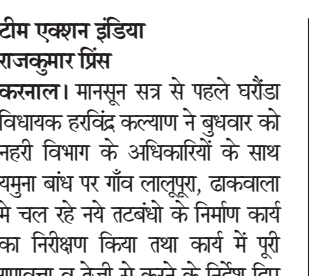 टीम एक्शन इंडिया
राजकुमार प्रिंस
करनाल। मानसून सत्र से पहले घरौंडा
विधायक हरविंद्र कल्याण ने बुधवार को
नहरी विभाग के अधिकारियों के साथ
यमुना बांध पर गाँव लालूपूरा, ढाकवाला
मे चल रहे नये तटबंधो के निर्माण कार्य
का निरीक्षण किया तथा कार्य में पूरी
व तेजी से करने के निर्देश दिए